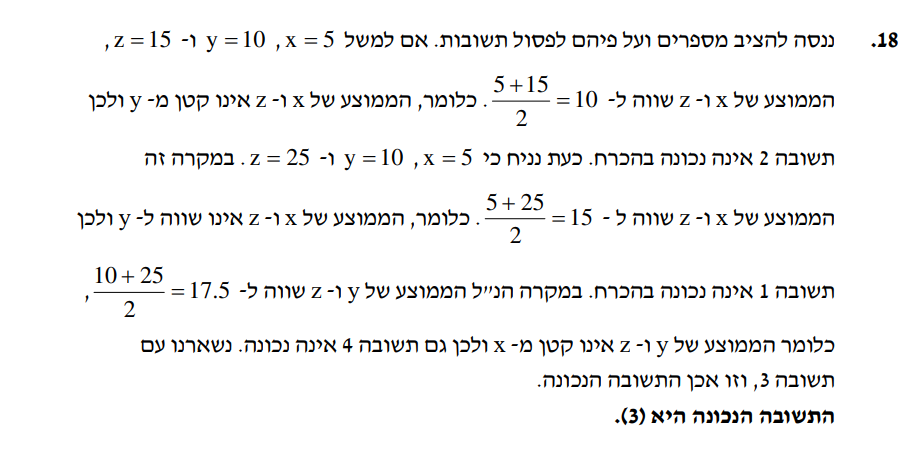 18. ננסה להציב מספרים ועל פיהם לפסול תשובות. אם למשל x = 5 , y = 10 ו- z = 15 ,
הממוצע של x ו- z שווה ל- 10 = (5 + 15)/2 . כלומר, הממוצע של x ו- z אינו קטן מ- y ולכן
תשובה 2 אינה נכונה בהכרח. כעת נניח כי x = 5 , y = 10 ו- z = 25 . במקרה זה
הממוצע של x ו- z שווה ל - 15 = (5 + 25)/2 . כלומר, הממוצע של x ו- z אינו שווה ל- y ולכן
תשובה 1 אינה נכונה בהכרח. במקרה הנ"ל הממוצע של y ו- z שווה ל- 17.5 = (10 + 25)/2 ,
כלומר הממוצע של y ו- z אינו קטן מ- x ולכן גם תשובה 4 אינה נכונה. נשארנו עם
תשובה 3, וזו אכן התשובה הנכונה.
התשובה הנכונה היא (3).